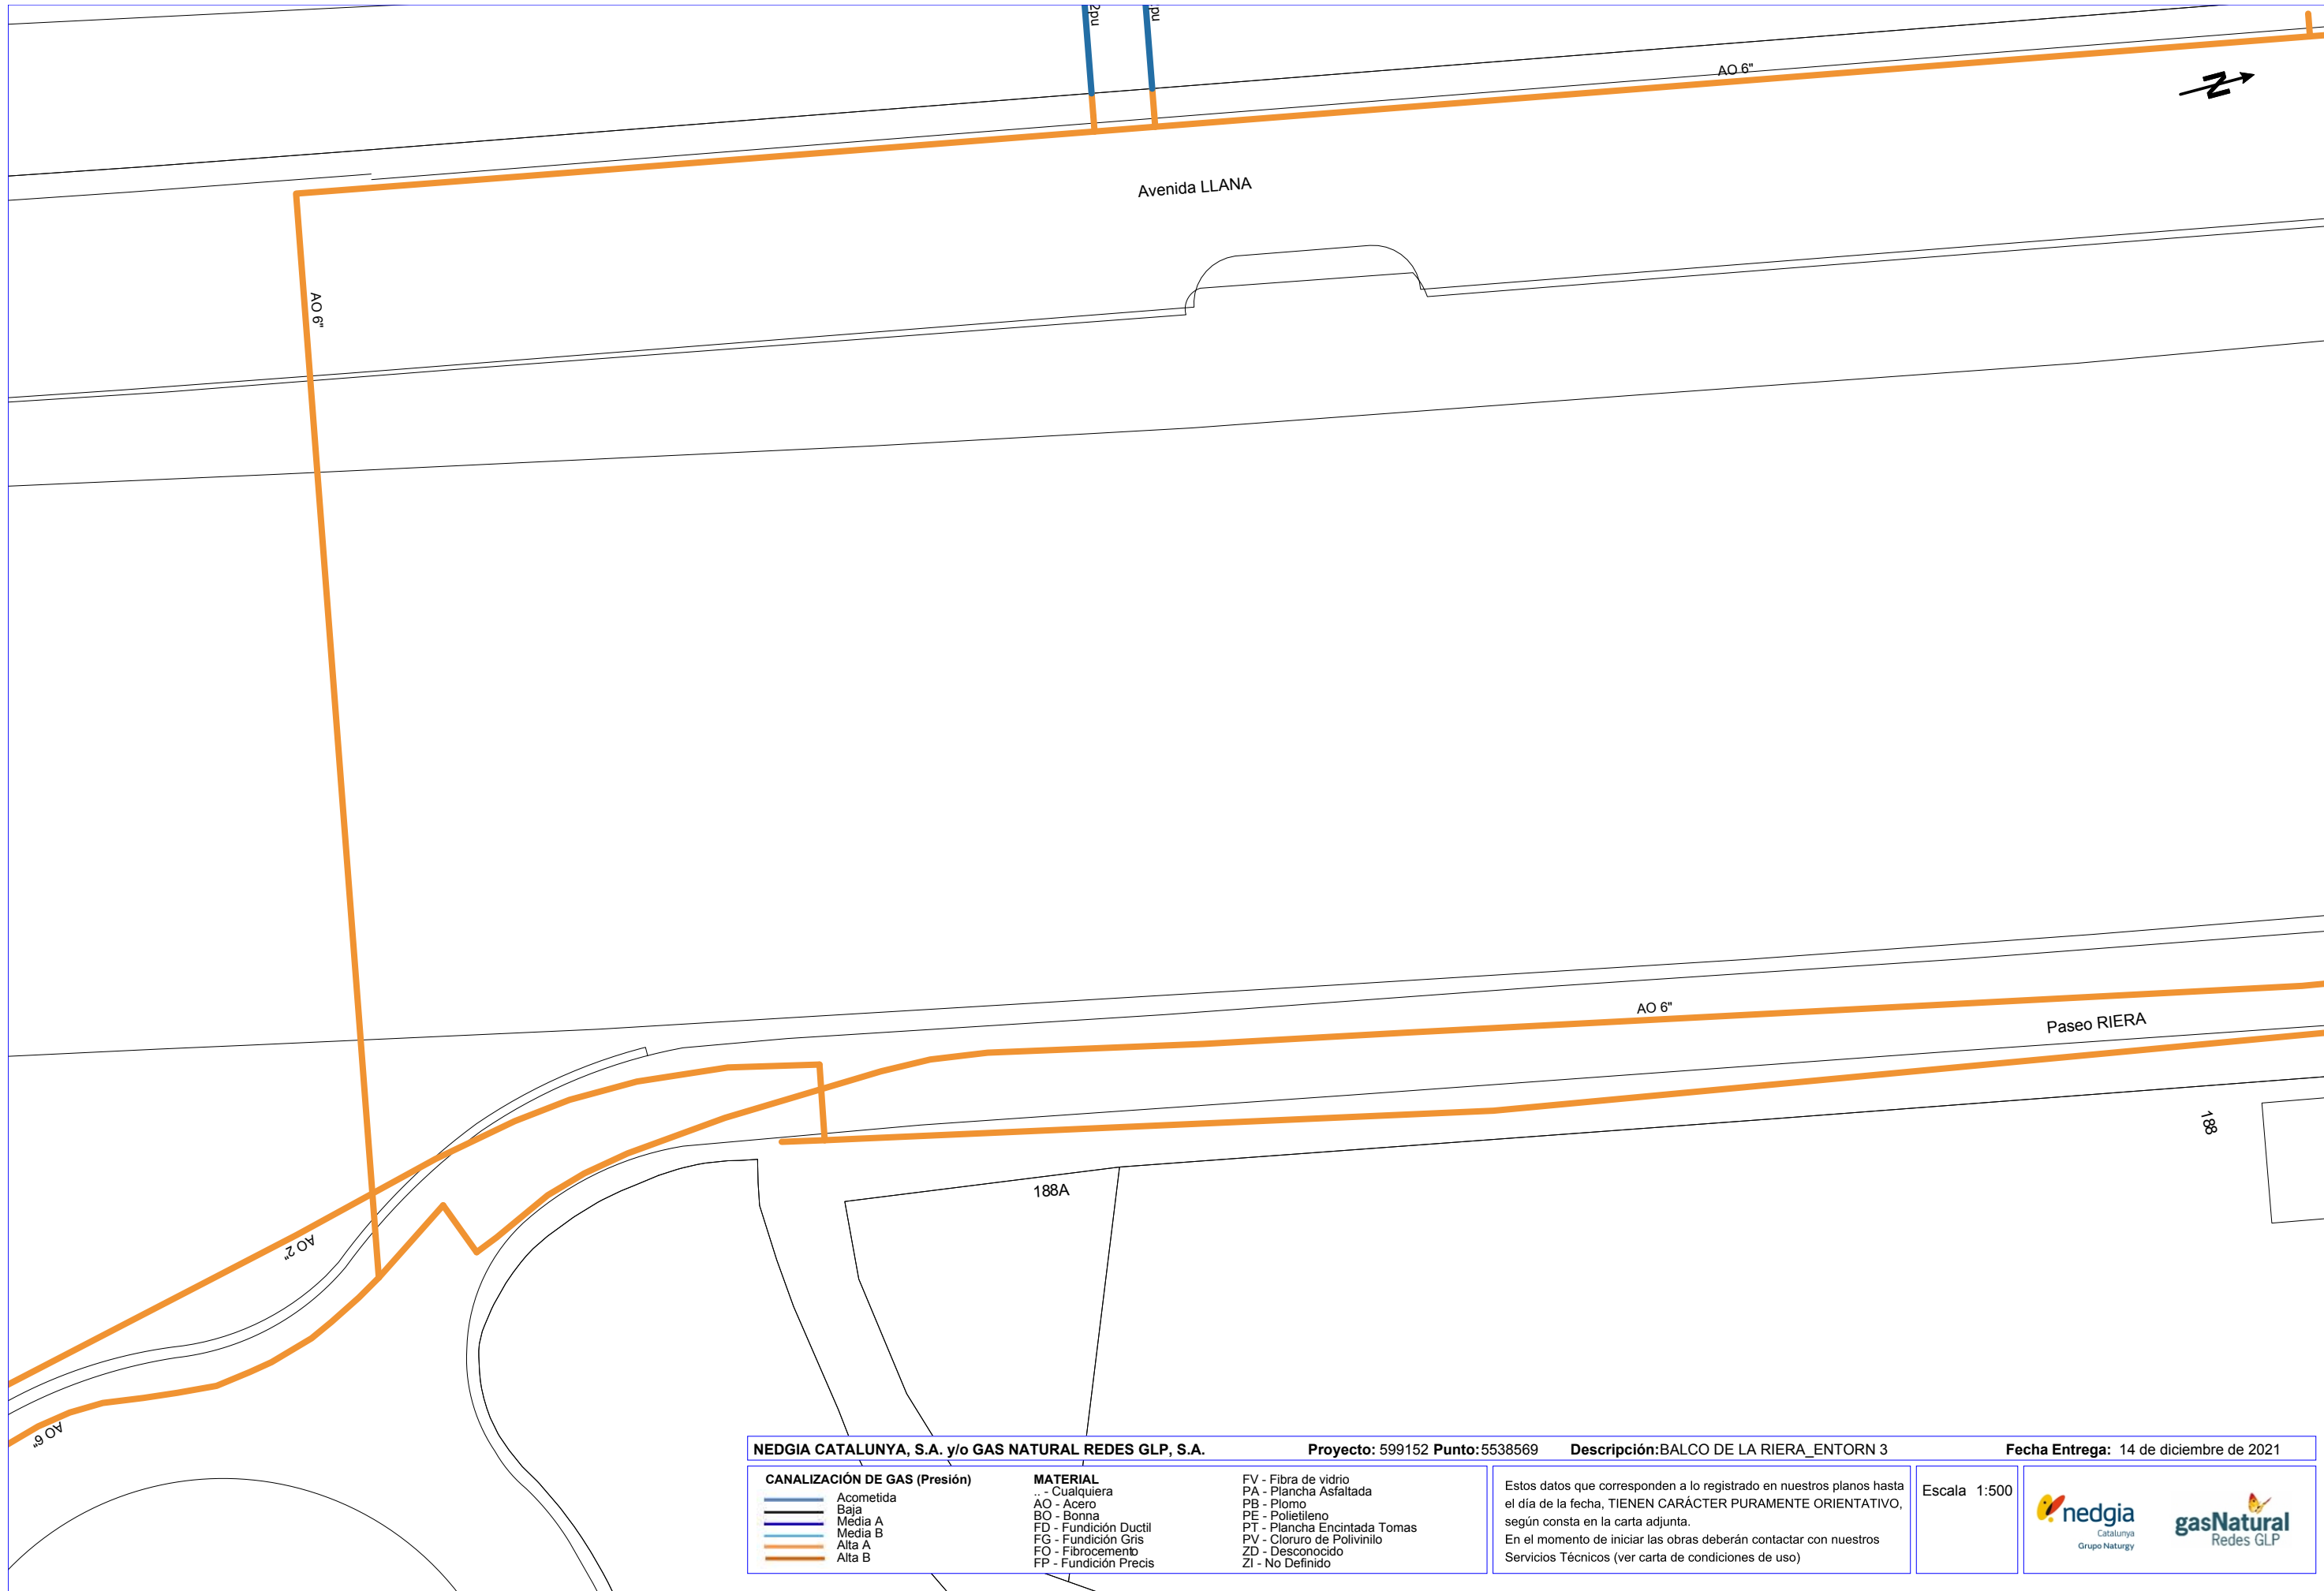 2pu
pu
AO 6"
N
Avenida LLANA
AO 6"
AO 6"
Paseo RIERA
188
188A
AO 2"
AO 6"
NEDGIA CATALUNYA, S.A. y/o GAS NATURAL REDES GLP, S.A. Proyecto: 599152 Punto:5538569 Descripción:BALCO DE LA RIERA_ENTORN 3 Fecha Entrega: 14 de diciembre de 2021
CANALIZACIÓN DE GAS (Presión)
Acometida
Baja
Media A
Media B
Alta A
Alta B
MATERIAL
.. - Cualquiera
AO - Acero
BO - Bonna
FD - Fundición Ductil
FG - Fundición Gris
FO - Fibrocemento
FP - Fundición Precis
FV - Fibra de vidrio
PA - Plancha Asfaltada
PB - Plomo
PE - Polietileno
PT - Plancha Encintada Tomas
PV - Cloruro de Polivinilo
ZD - Desconocido
ZI - No Definido
Estos datos que corresponden a lo registrado en nuestros planos hasta
el día de la fecha, TIENEN CARÁCTER PURAMENTE ORIENTATIVO,
según consta en la carta adjunta.
En el momento de iniciar las obras deberán contactar con nuestros
Servicios Técnicos (ver carta de condiciones de uso)
Escala 1:500
nedgia
Catalunya
Grupo Naturgy
gasNatural
Redes GLP